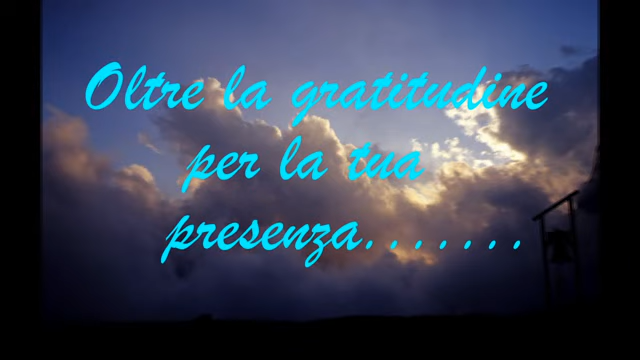 Oltre la gratitudine
per la tua
presenza.......